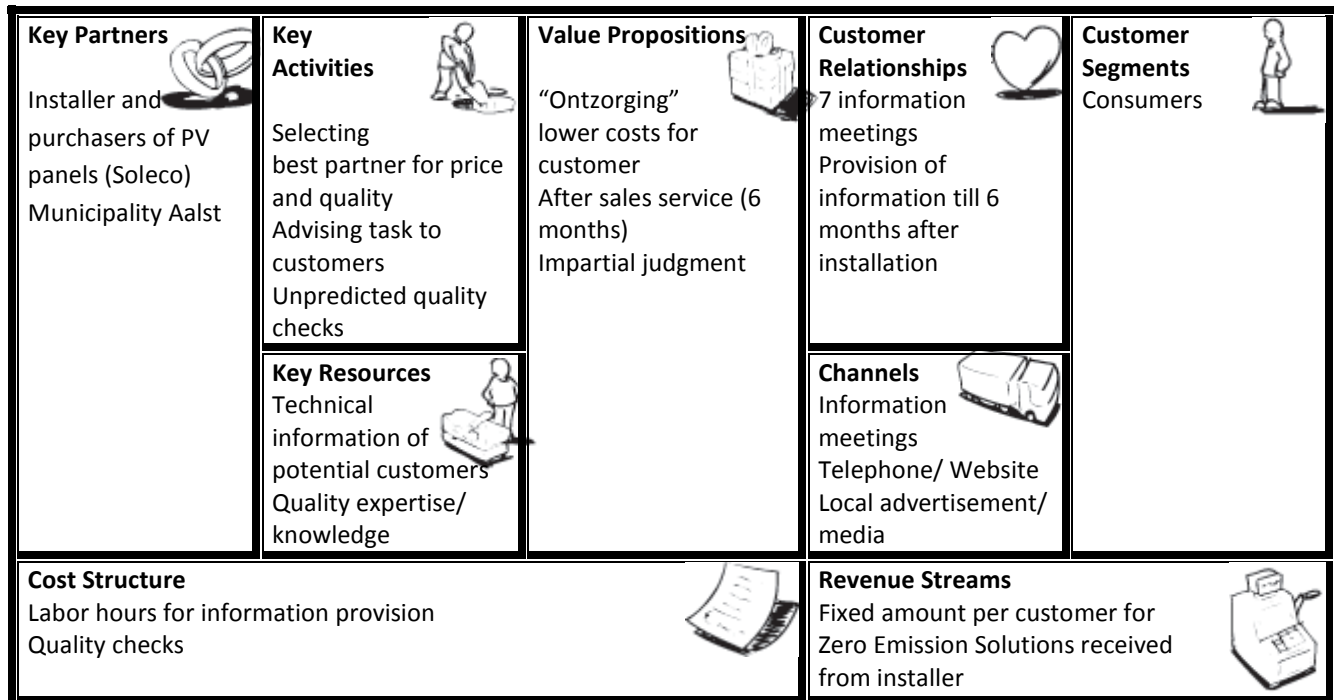 Key Partners
Installer and
purchasers of PV
panels (Soleco)
Municipality Aalst
Key
Activities
Selecting
best partner for price
and quality
Advising task to
customers
Unpredicted quality
checks
Key Resources
Technical
information of
potential customers
Quality expertise/
knowledge
Value Propositions
“Ontzorging”
lower costs for
customer
After sales service (6
months)
Impartial judgment
Customer
Relationships
7 information
meetings
Provision of
information till 6
months after
installation
Channels
Information
meetings
Telephone/ Website
Local advertisement/
media
Customer
Segments
Consumers
Cost Structure
Labor hours for information provision
Quality checks
Revenue Streams
Fixed amount per customer for
Zero Emission Solutions received
from installer